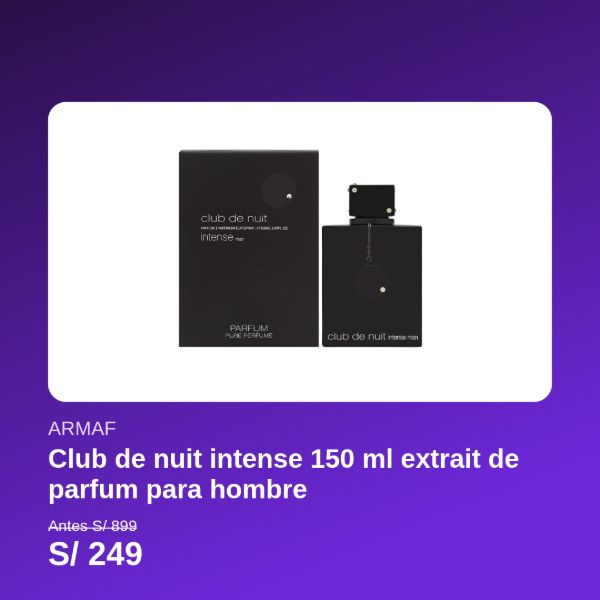 club de nuit
intense man
PARFUM
PURE PERFUME
club de nuit intense man
ARMAF
Club de nuit intense 150 ml extrait de
parfum para hombre
Antes S/ 899
S/ 249